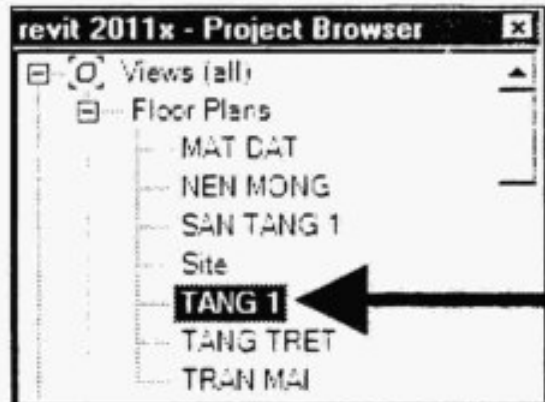 revit 2011x - Project Browser
Views (all)
Floor Plans
MAT DAT
NEN MONG
SAN TANG 1
Site
TANG 1
TANG TRET
TRAN MAI